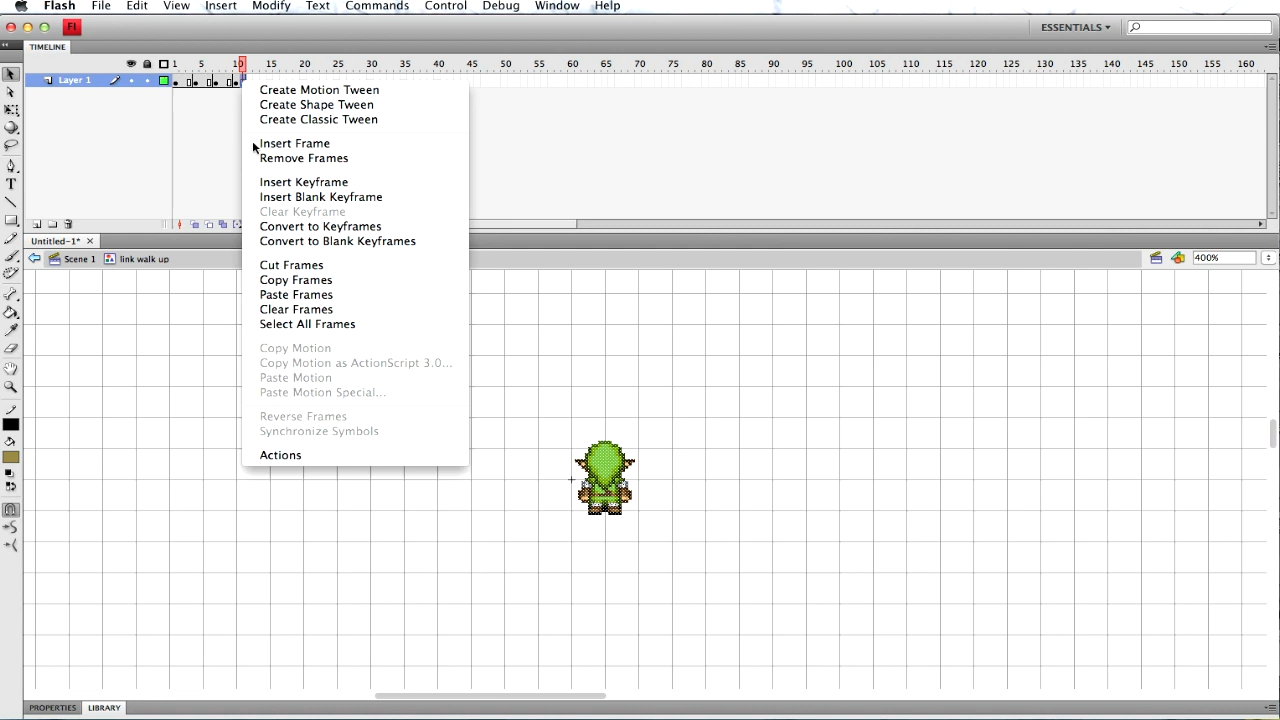 Flash File Edit View Insert Modify Text Commands Control Debug Window Help
Fl ESSENTIALS
TIMELINE
1 5 10 15 20 25 30 35 40 45 50 55 60 65 70 75 80 85 90 95 100 105 110 115 120 125 130 135 140 145 150 155 160
Layer 1
Create Motion Tween
Create Shape Tween
Create Classic Tween
Insert Frame
Remove Frames
Insert Keyframe
Insert Blank Keyframe
Clear Keyframe
Convert to Keyframes
Convert to Blank Keyframes
Cut Frames
Copy Frames
Paste Frames
Clear Frames
Select All Frames
Copy Motion
Copy Motion as ActionScript 3.0...
Paste Motion
Paste Motion Special...
Reverse Frames
Synchronize Symbols
Actions
Untitled-1*
Scene 1 link walk up 400%
T
PROPERTIES LIBRARY